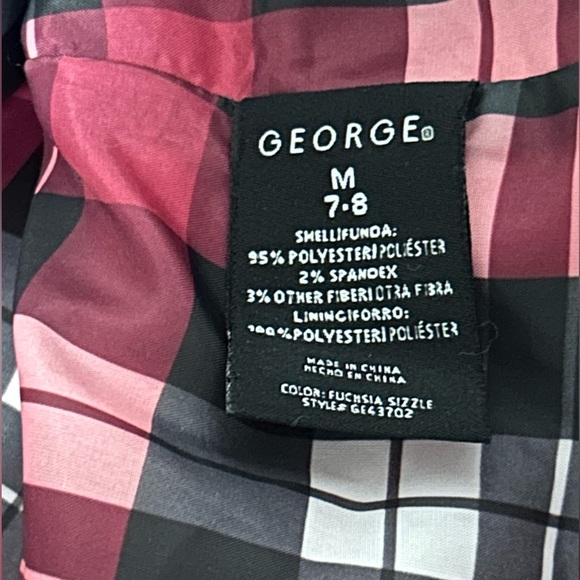 GEORGE®
M
7-8
SHELL/FUNDA:
95% POLYESTER/POLIÉSTER
2% SPANDEX
3% OTHER FIBER/OTRA FIBRA
LINING/FORRO:
100%POLYESTER/POLIÉSTER
MADE IN CHINA
HECHO EN CHINA
COLOR: FUCHSIA SIZZLE
STYLE# GE43702